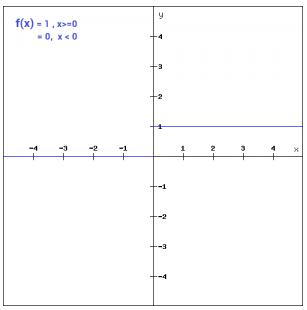 f(x) = 1 , x>=0
= 0, x < 0
y
4
3
2
1
-4 -3 -2 -1 1 2 3 4 x
-1
-2
-3
-4